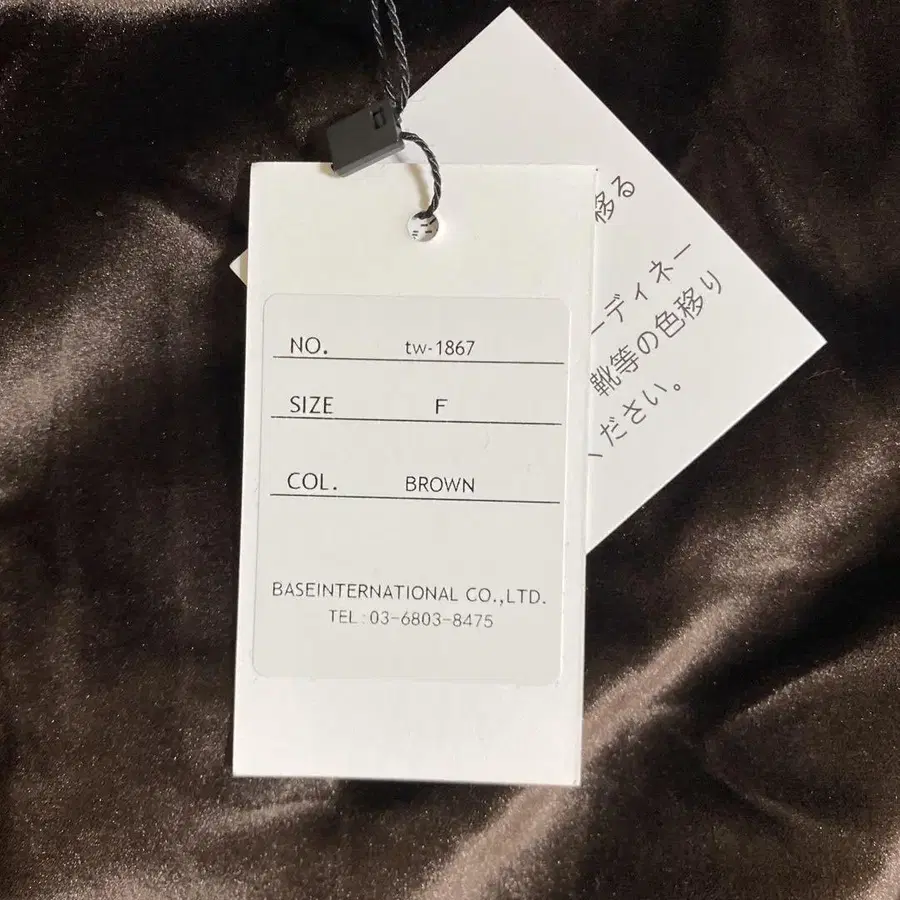 NO. tw-1867
SIZE F
COL. BROWN
BASEINTERNATIONAL CO.,LTD.
TEL:03-6803-8475
移る
ーディネー
靴等の色移り
ください。